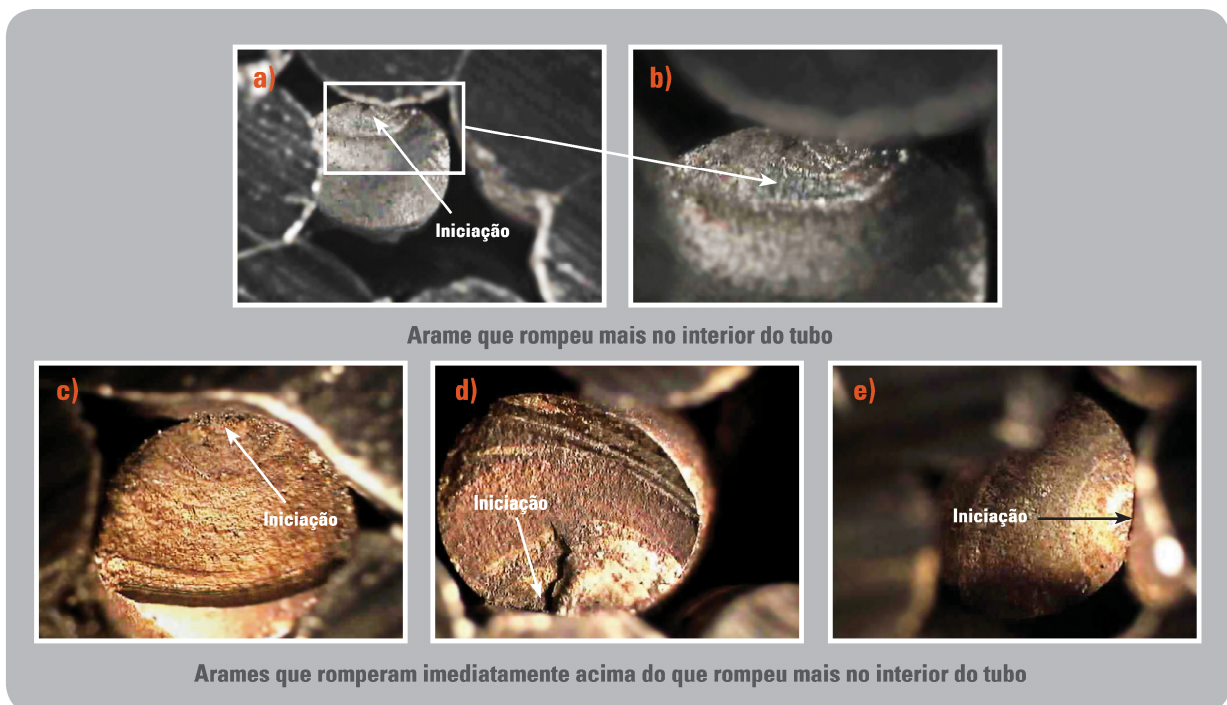 a)
b)
Iniciação
Arame que rompeu mais no interior do tubo
c)
d)
e)
Iniciação
Iniciação
Iniciação
Arames que romperam imediatamente acima do que rompeu mais no interior do tubo